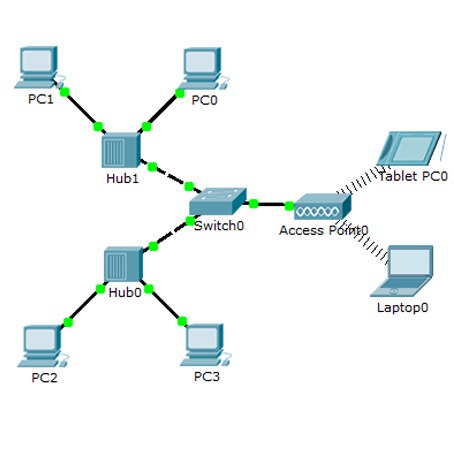 PC1
PC0
Hub1
Tablet PC0
Switch0
Access Point0
Hub0
Laptop0
PC2
PC3